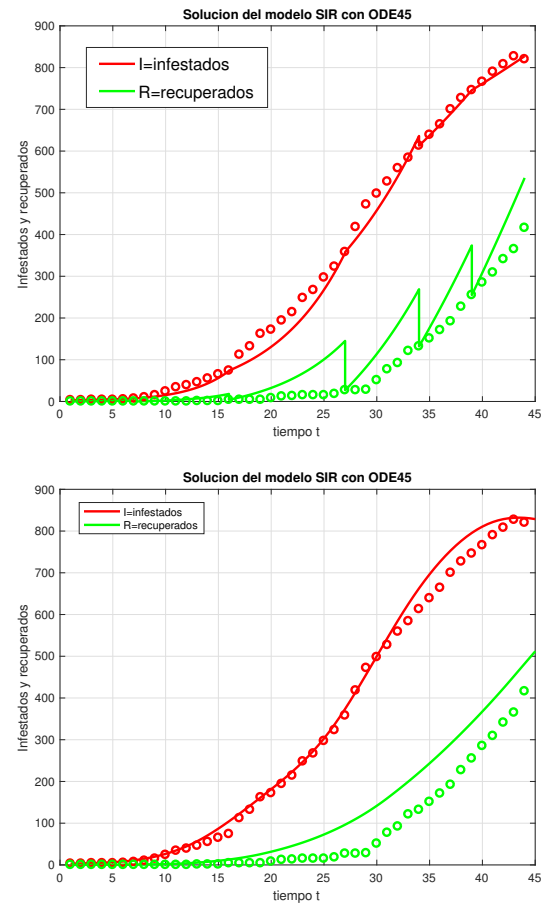 Solucion del modelo SIR con ODE45
900
800
700
600
500
400
300
200
100
0
Infestados y recuperados
I=infestados
R=recuperados
0 5 10 15 20 25 30 35 40 45
tiempo t
Solucion del modelo SIR con ODE45
900
800
700
600
500
400
300
200
100
0
Infestados y recuperados
I=infestados
R=recuperados
0 5 10 15 20 25 30 35 40 45
tiempo t